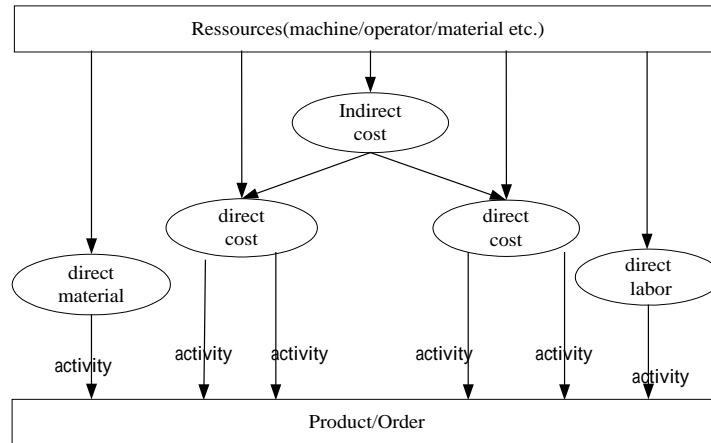 Ressources(machine/operator/material etc.)
Indirect
cost
direct
cost
direct
cost
direct
material
direct
labor
activity
activity
activity
activity
activity
activity
Product/Order